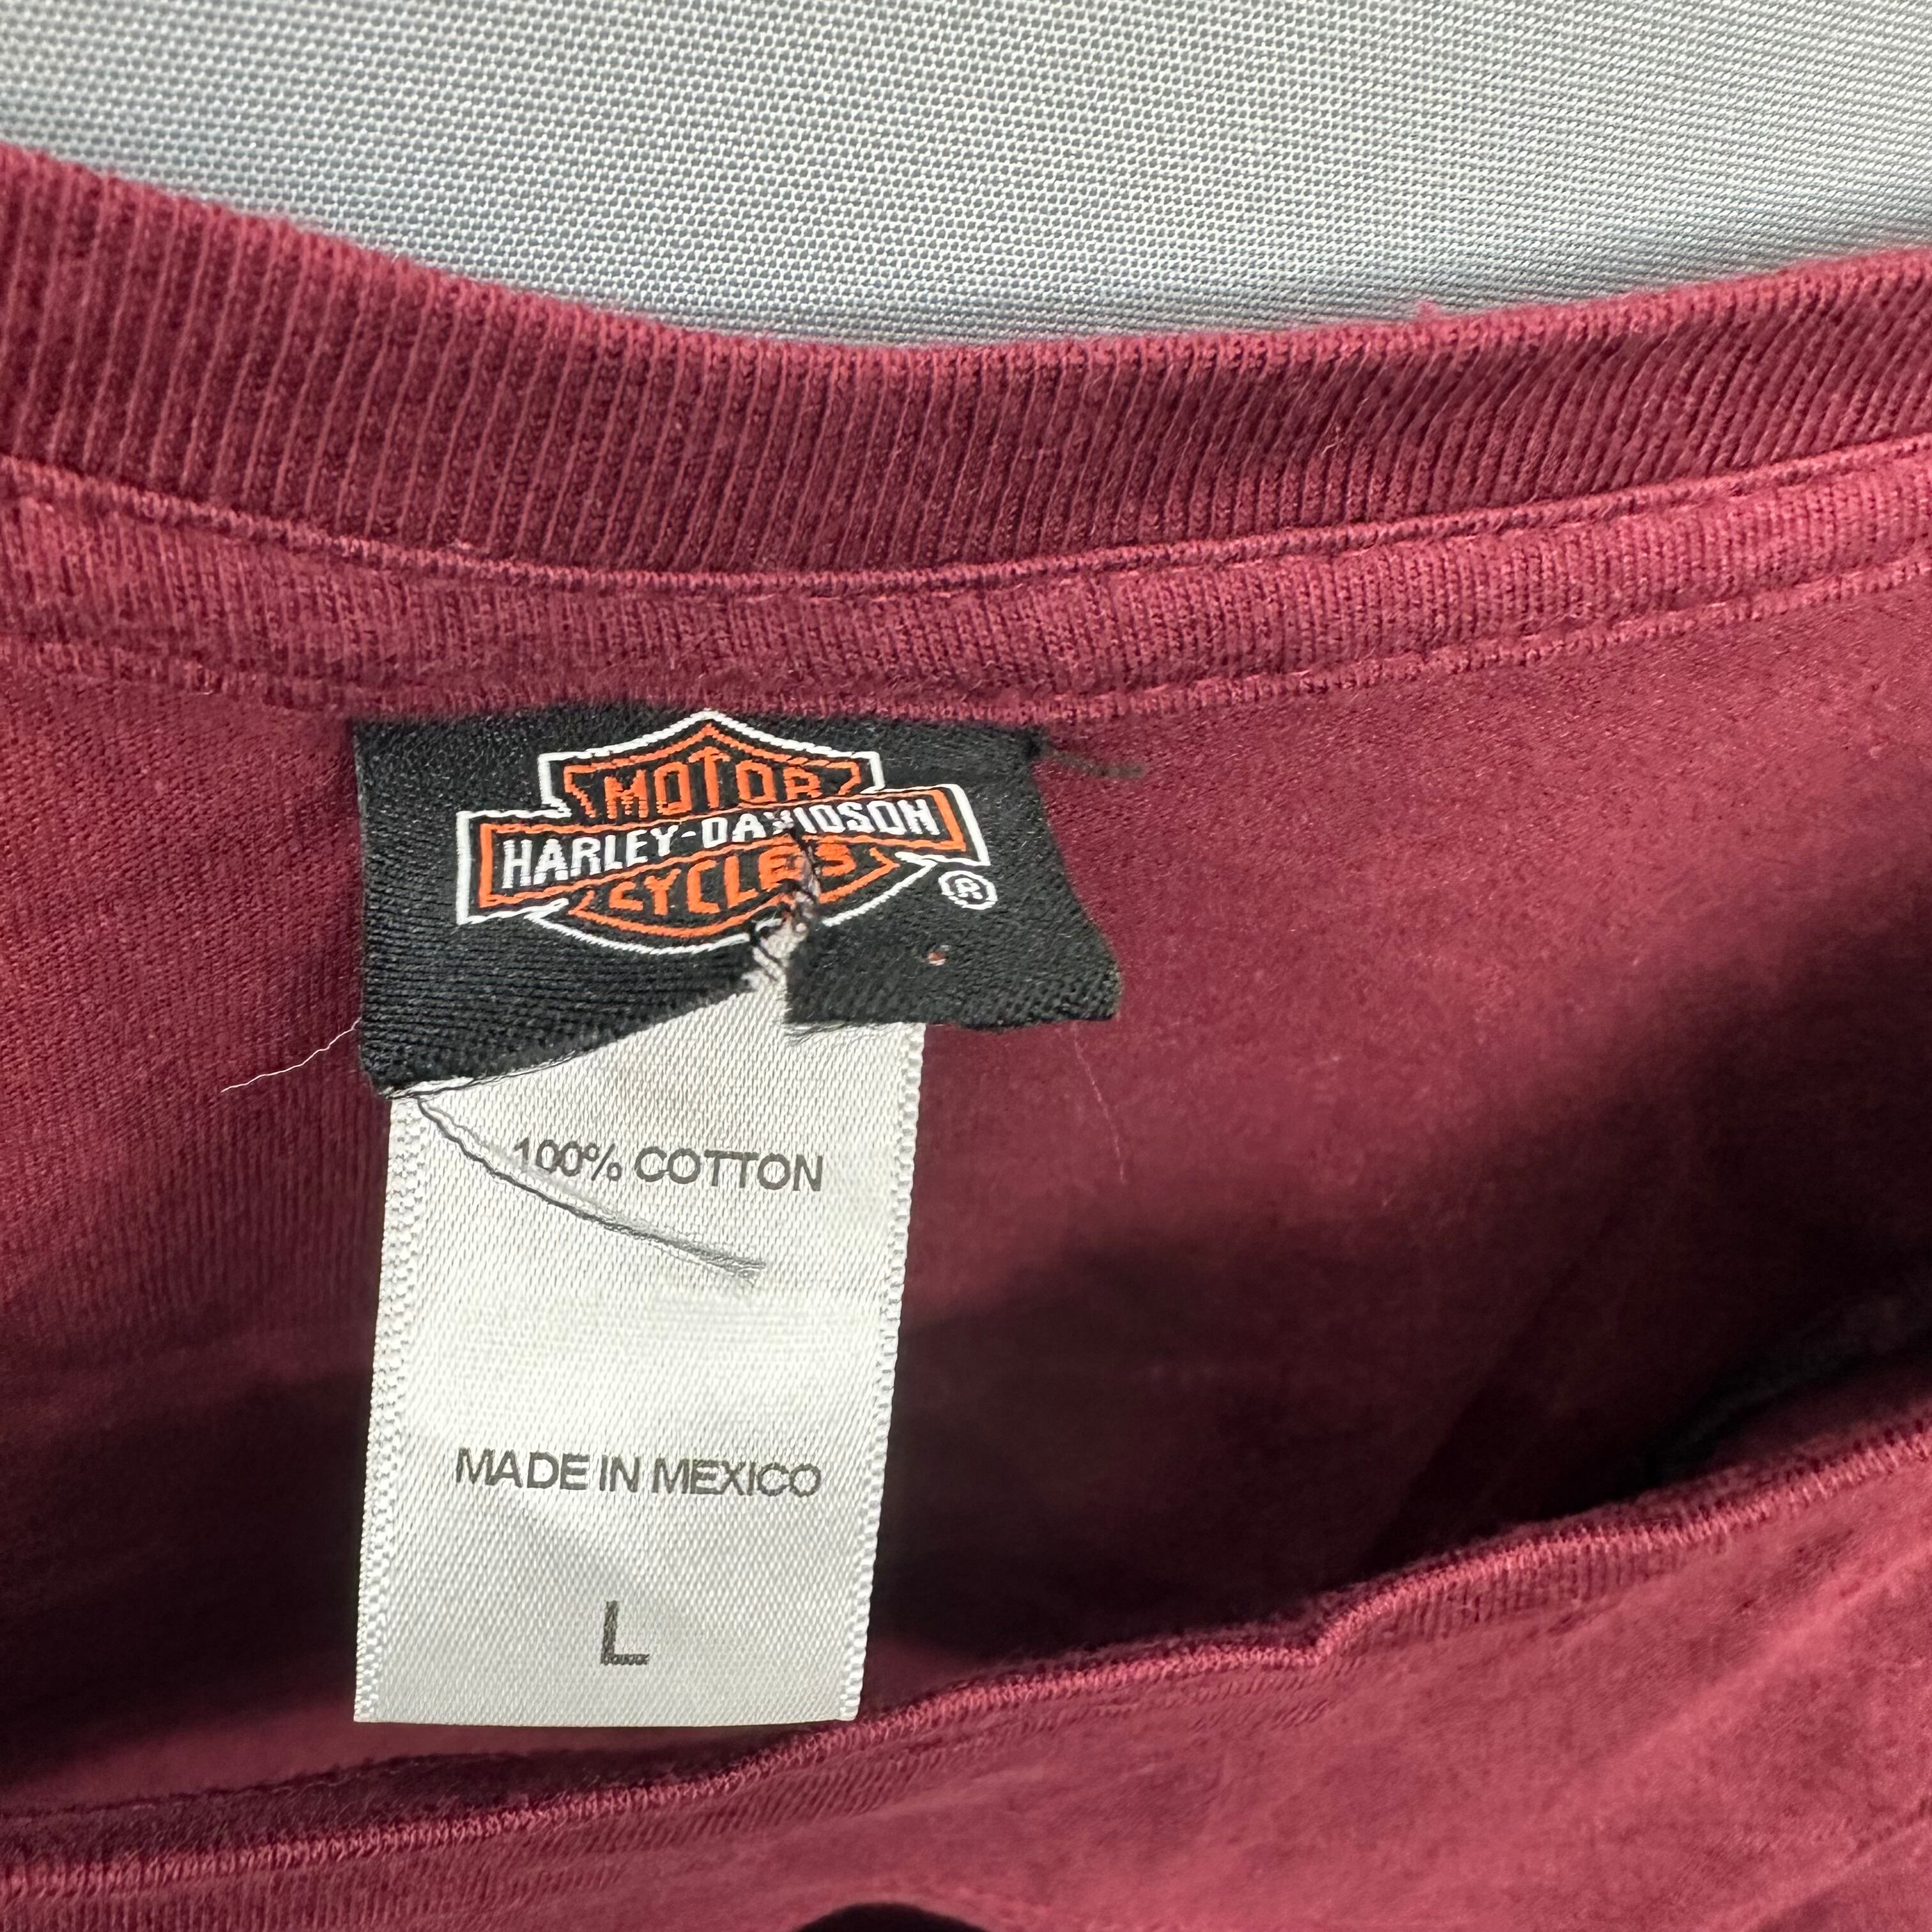 MOTOR
HARLEY-DAVIDSON
CYCLES
®
100% COTTON
MADE IN MEXICO
L